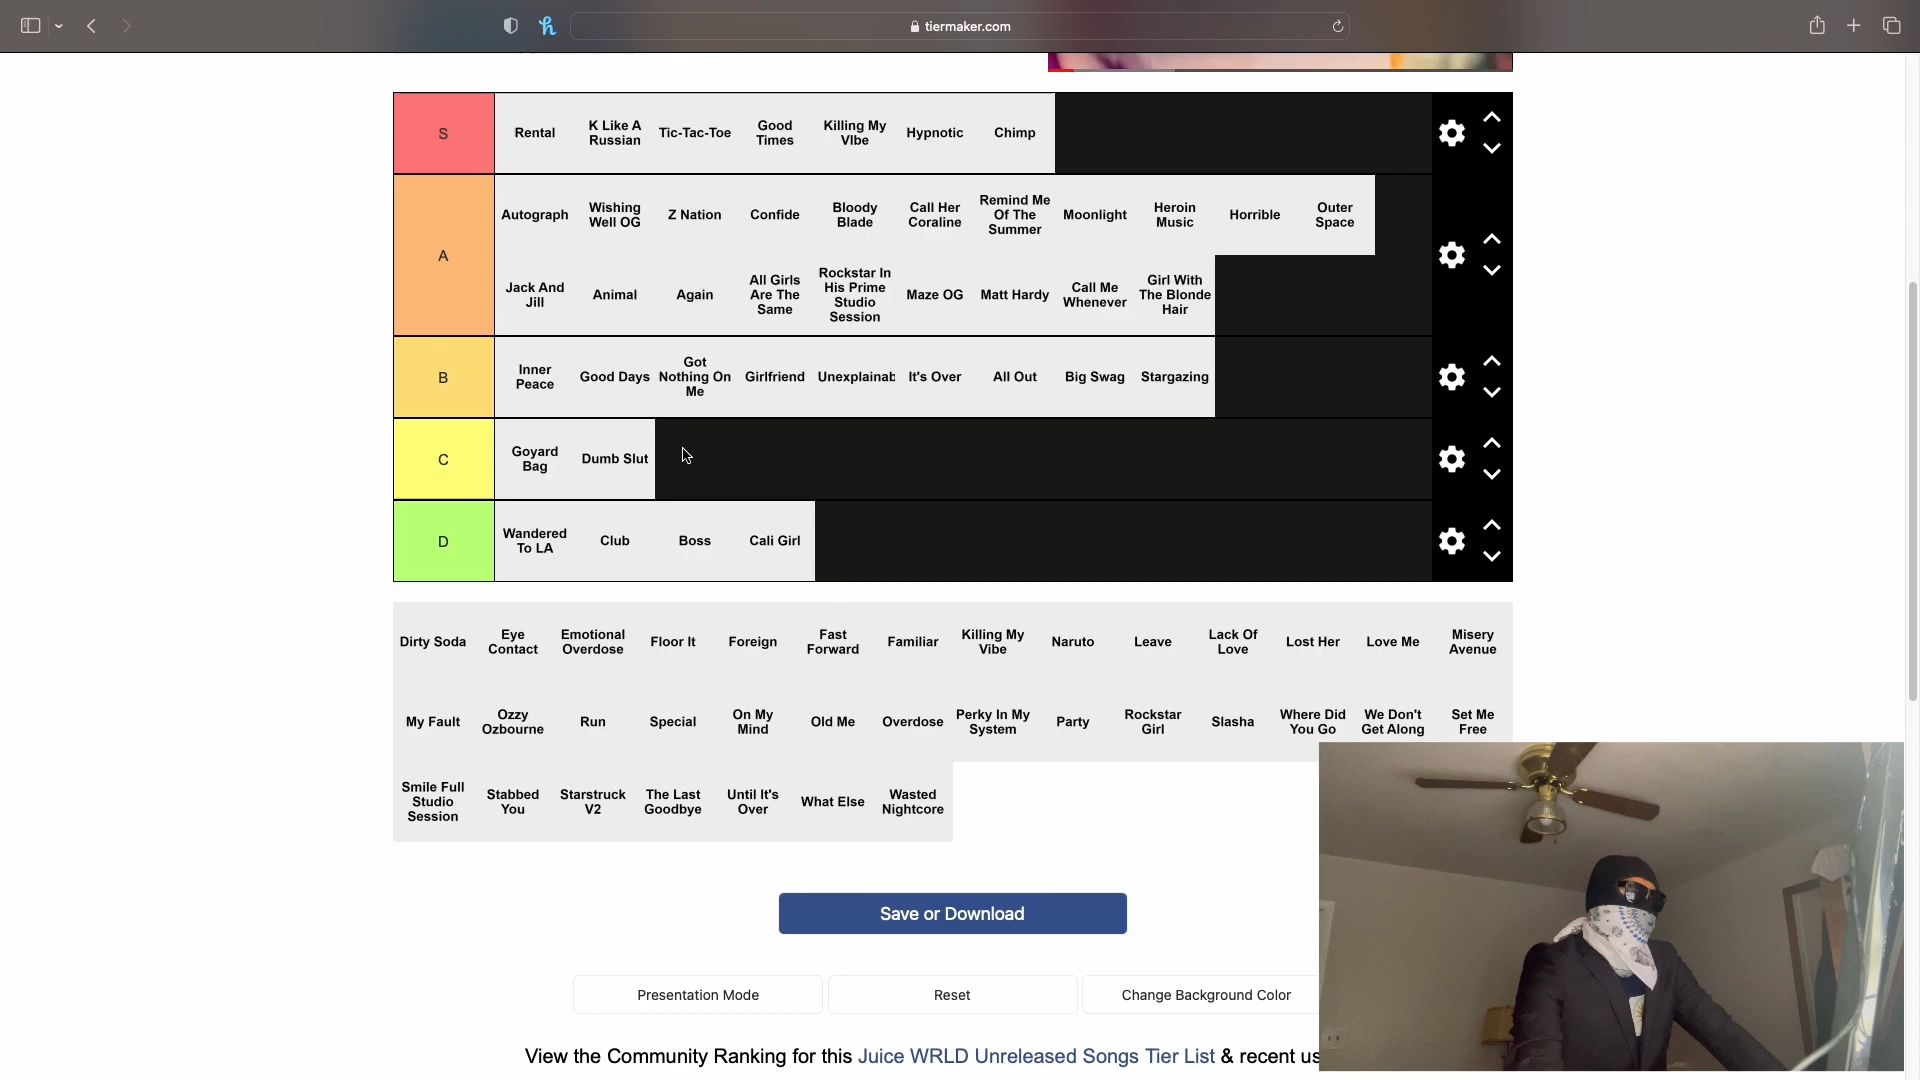 tiermaker.com
S
Rental
K Like A
Russian
Tic-Tac-Toe
Good
Times
Killing My
VIbe
Hypnotic
Chimp
A
Autograph
Wishing
Well OG
Z Nation
Confide
Bloody
Blade
Call Her
Coraline
Remind Me
Of The
Summer
Moonlight
Heroin
Music
Horrible
Outer
Space
Jack And
Jill
Animal
Again
All Girls
Are The
Same
Rockstar In
His Prime
Studio
Session
Maze OG
Matt Hardy
Call Me
Whenever
Girl With
The Blonde
Hair
B
Inner
Peace
Good Days
Got
Nothing On
Me
Girlfriend
Unexplainab
It's Over
All Out
Big Swag
Stargazing
C
Goyard
Bag
Dumb Slut
D
Wandered
To LA
Club
Boss
Cali Girl
Dirty Soda
Eye
Contact
Emotional
Overdose
Floor It
Foreign
Fast
Forward
Familiar
Killing My
Vibe
Naruto
Leave
Lack Of
Love
Lost Her
Love Me
Misery
Avenue
My Fault
Ozzy
Ozbourne
Run
Special
On My
Mind
Old Me
Overdose
Perky In My
System
Party
Rockstar
Girl
Slasha
Where Did
You Go
We Don't
Get Along
Set Me
Free
Smile Full
Studio
Session
Stabbed
You
Starstruck
V2
The Last
Goodbye
Until It's
Over
What Else
Wasted
Nightcore
Save or Download
Presentation Mode
Reset
Change Background Color
View the Community Ranking for this Juice WRLD Unreleased Songs Tier List & recent us